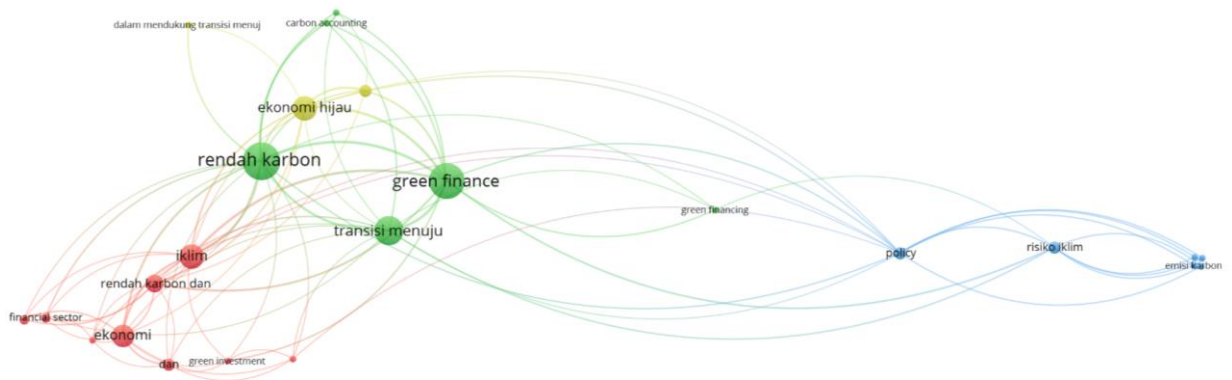 dalam mendukung transisi menuj
carbon accounting
ekonomi hijau
rendah karbon
green finance
green financing
transisi menuju
policy
risiko iklim
emisi karbon
iklim
rendah karbon dan
financial sector
ekonomi
dan
green investment